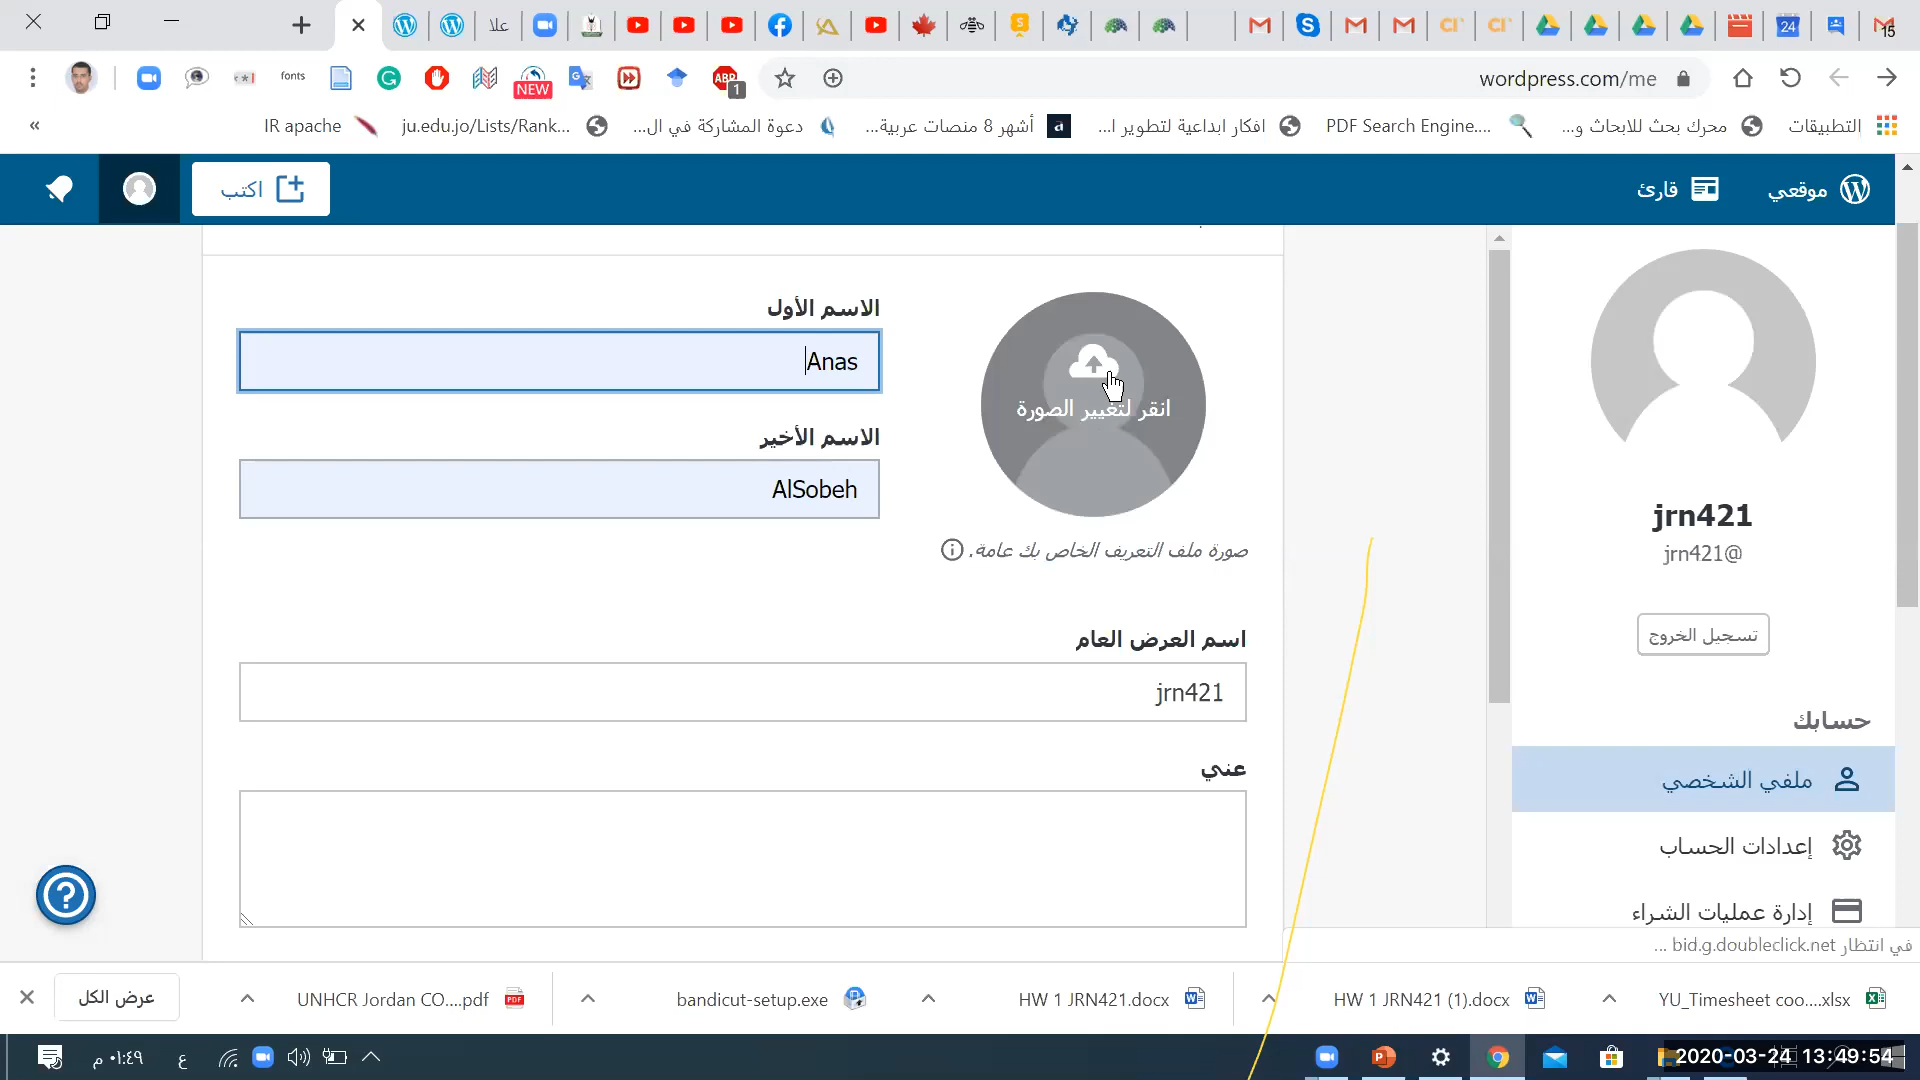 علا
24
15
fonts
NEW
ABP
1
wordpress.com/me
التطبيقات
محرك بحث للابحاث و...
PDF Search Engine....
افكار ابداعية لتطوير ا...
أشهر 8 منصات عربية...
دعوة المشاركة في ال...
ju.edu.jo/Lists/Rank...
IR apache
«
موقعي
قارئ
اكتب
jrn421
@jrn421
تسجيل الخروج
حسابك
ملفي الشخصي
إعدادات الحساب
إدارة عمليات الشراء
انقر لتغيير الصورة
صورة ملف التعريف الخاص بك عامة.
الاسم الأول
Anas
الاسم الأخير
AlSobeh
اسم العرض العام
jrn421
عني
في انتظار bid.g.doubleclick.net ...
YU_Timesheet coo....xlsx
HW 1 JRN421 (1).docx
HW 1 JRN421.docx
bandicut-setup.exe
UNHCR Jordan CO....pdf
عرض الكل
2020-03-24 13:49:54
ع
٠١:٤٩ م